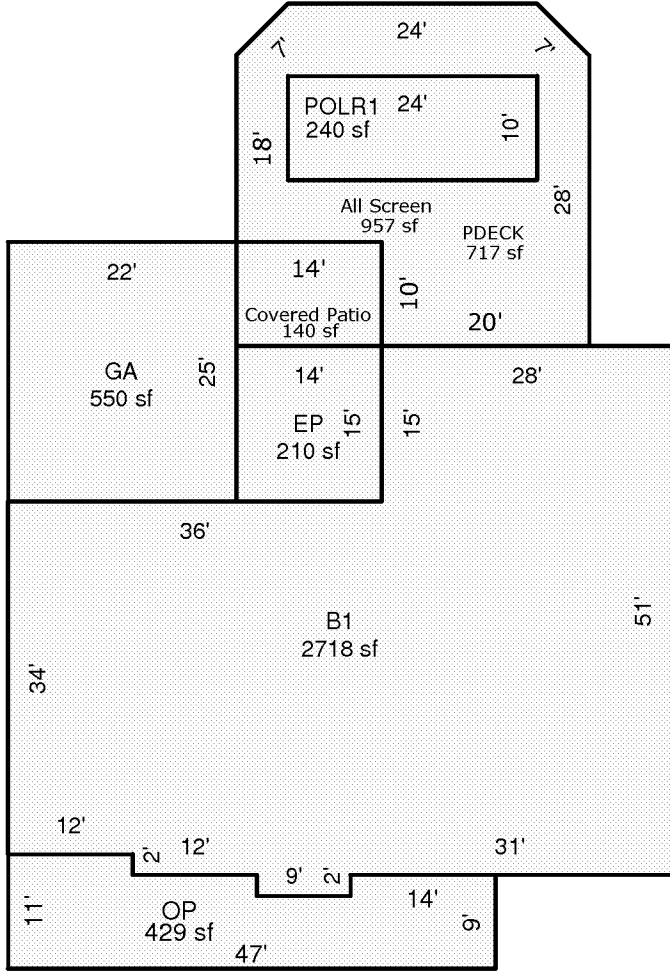 24'
7'
7'
POLR1
24'
240 sf
10'
18'
All Screen
957 sf
28'
PDECK
717 sf
22'
14'
10'
Covered Patio
140 sf
20'
GA
550 sf
25'
14'
28'
EP
210 sf
15'
15'
36'
B1
2718 sf
51'
34'
12'
2'
12'
9'
2'
31'
14'
11'
OP
429 sf
9'
47'